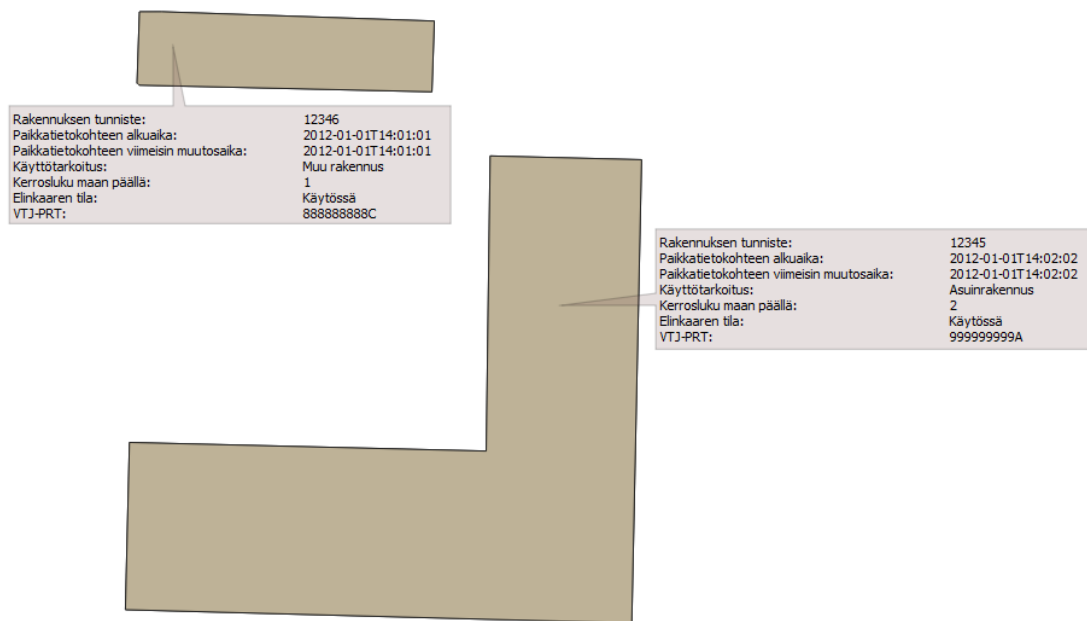 Rakennuksen tunniste: 12346
Paikkatietokohteen alkuaika: 2012-01-01T14:01:01
Paikkatietokohteen viimeisin muutosaika: 2012-01-01T14:01:01
Käyttötarkoitus: Muu rakennus
Kerrosluku maan päällä: 1
Elinkaaren tila: Käytössä
VTJ-PRT: 888888888C
Rakennuksen tunniste: 12345
Paikkatietokohteen alkuaika: 2012-01-01T14:02:02
Paikkatietokohteen viimeisin muutosaika: 2012-01-01T14:02:02
Käyttötarkoitus: Asuinrakennus
Kerrosluku maan päällä: 2
Elinkaaren tila: Käytössä
VTJ-PRT: 999999999A